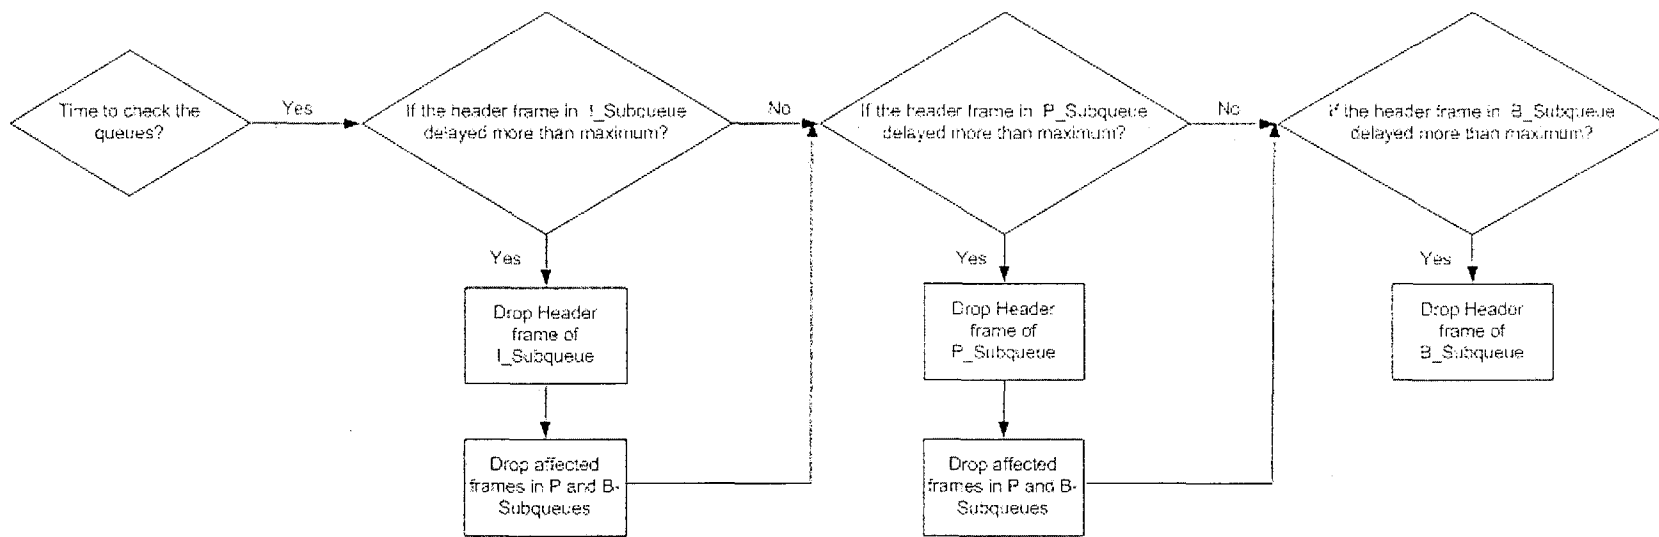 Time to check the
queues?
Yes
If the header frame in I_Subqueue
delayed more than maximum?
No
If the header frame in P_Subqueue
delayed more than maximum?
No
If the header frame in B_Subqueue
delayed more than maximum?
Yes
Drop Header
frame of
I_Subqueue
Drop affected
frames in P and B-
Subqueues
Yes
Drop Header
frame of
P_Subqueue
Drop affected
frames in P and B-
Subqueues
Yes
Drop Header
frame of
B_Subqueue